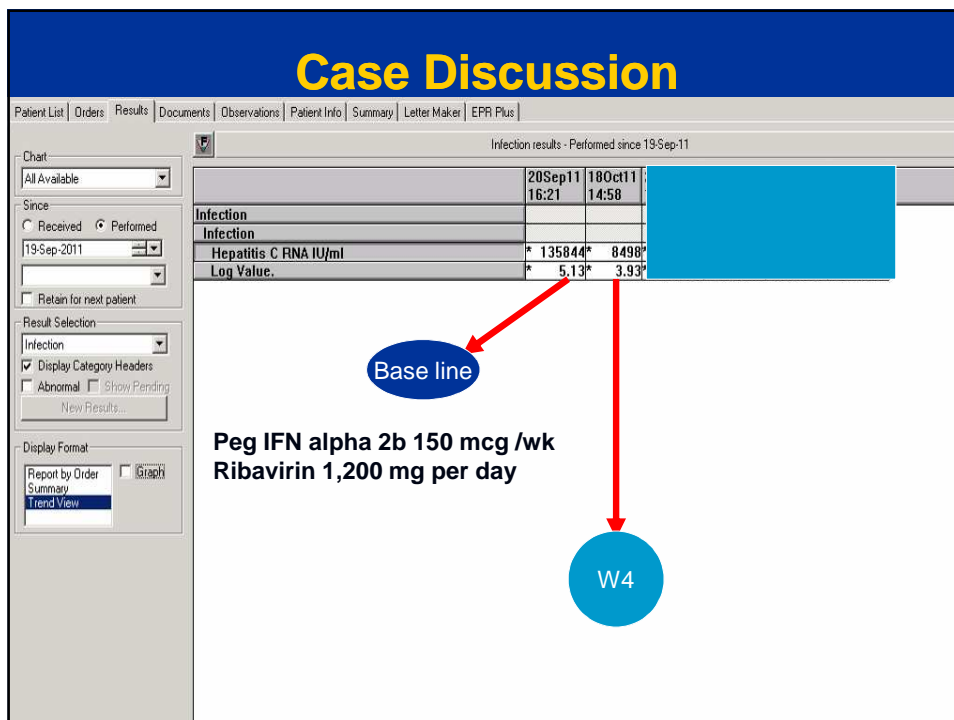 Case Discussion
Patient List Orders Results Documents Observations Patient Info Summary Letter Maker EPR Plus
Infection results - Performed since 19-Sep-11
Chart
All Available
Since
Received Performed
19-Sep-2011
Retain for next patient
Result Selection
Infection
Display Category Headers
Abnormal Show Pending
New Results...
Display Format
Report by Order Graph
Summary
Trend View
20Sep11 18Oct11
16:21 14:58
Infection
Infection
Hepatitis C RNA IU/ml * 135844 * 8498 *
Log Value. * 5.13 * 3.93 *
Base line
Peg IFN alpha 2b 150 mcg /wk
Ribavirin 1,200 mg per day
W4